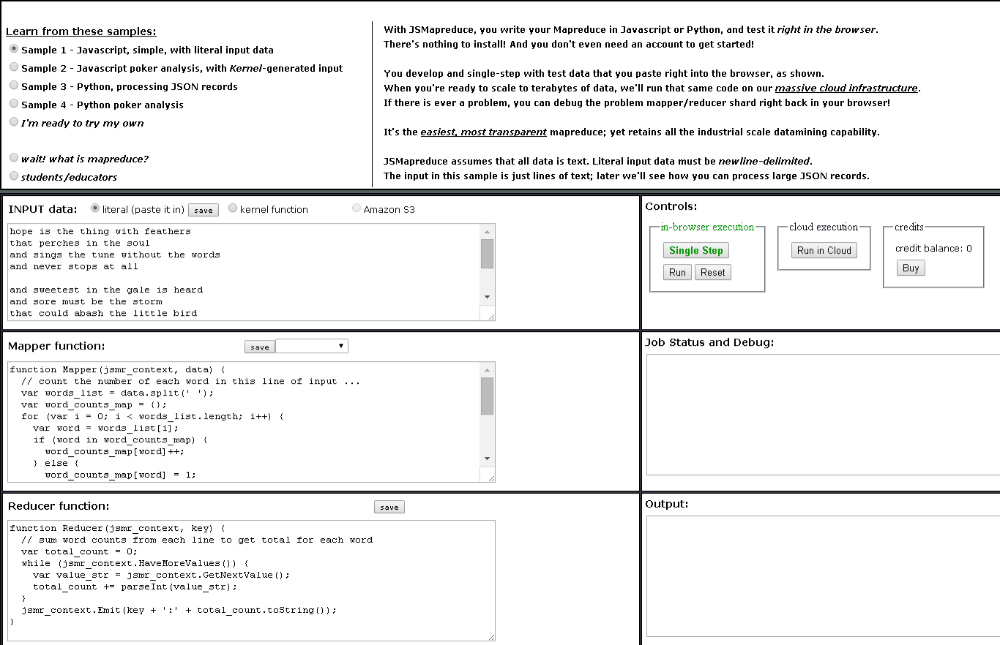 Learn from these samples:
Sample 1 - Javascript, simple, with literal input data
Sample 2 - Javascript poker analysis, with Kernel-generated input
Sample 3 - Python, processing JSON records
Sample 4 - Python poker analysis
I'm ready to try my own
wait! what is mapreduce?
students/educators
With JSMapreduce, you write your Mapreduce in Javascript or Python, and test it right in the browser.
There's nothing to install! And you don't even need an account to get started!
You develop and single-step with test data that you paste right into the browser, as shown.
When you're ready to scale to terabytes of data, we'll run that same code on our massive cloud infrastructure.
If there is ever a problem, you can debug the problem mapper/reducer shard right back in your browser!
It's the easiest, most transparent mapreduce; yet retains all the industrial scale datamining capability.
JSMapreduce assumes that all data is text. Literal input data must be newline-delimited.
The input in this sample is just lines of text; later we'll see how you can process large JSON records.
INPUT data: literal (paste it in) save kernel function Amazon S3
hope is the thing with feathers
that perches in the soul
and sings the tune without the words
and never stops at all
and sweetest in the gale is heard
and sore must be the storm
that could abash the little bird
Controls:
in-browser execution
Single Step
Run Reset
cloud execution
Run in Cloud
credits
credit balance: 0
Buy
Mapper function: save
function Mapper(jsmr_context, data) {
  // count the number of each word in this line of input ...
  var words_list = data.split(' ');
  var word_counts_map = {};
  for (var i = 0; i < words_list.length; i++) {
    var word = words_list[i];
    if (word in word_counts_map) {
      word_counts_map[word]++;
    } else {
      word_counts_map[word] = 1;
Job Status and Debug:
Reducer function: save
function Reducer(jsmr_context, key) {
  // sum word counts from each line to get total for each word
  var total_count = 0;
  while (jsmr_context.HaveMoreValues()) {
    var value_str = jsmr_context.GetNextValue();
    total_count += parseInt(value_str);
  }
  jsmr_context.Emit(key + ':' + total_count.toString());
}
Output: